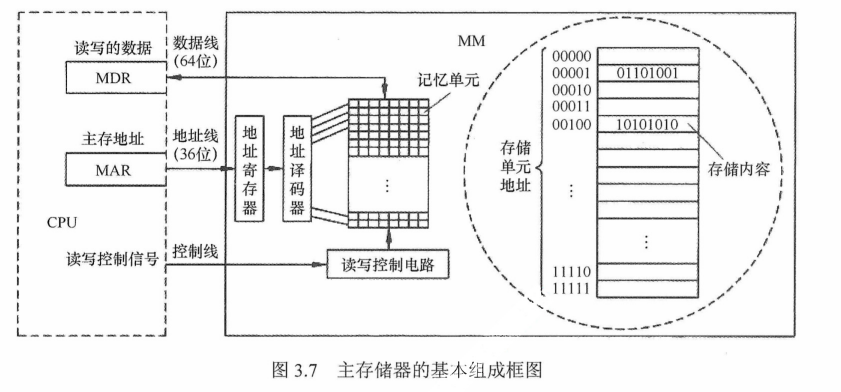 读写的数据
MDR
数据线
(64位)
主存地址
MAR
地址线
(36位)
CPU
读写控制信号
控制线
MM
地址寄存器
地址译码器
记忆单元
⋮
读写控制电路
存储
单元
地址
00000
00001 01101001
00010
00011
00100 10101010
存储内容
⋮
⋮
11110
11111
图 3.7 主存储器的基本组成框图